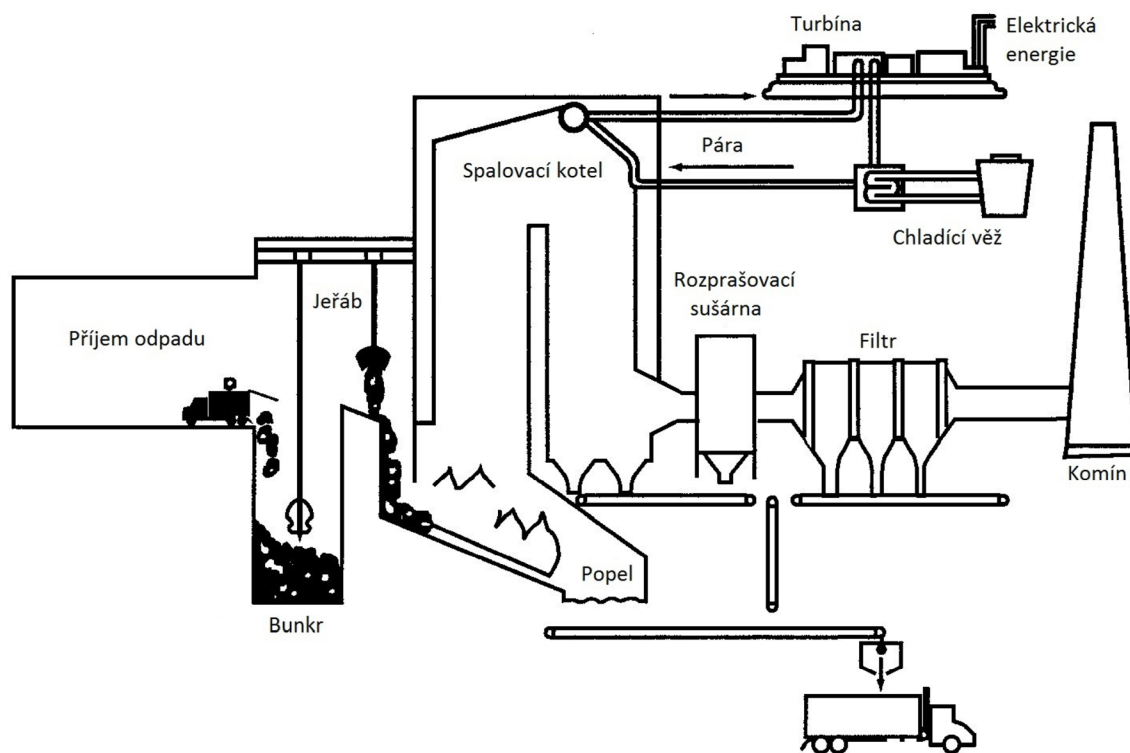 Turbína
Elektrická
energie
Pára
Spalovací kotel
Chladící věž
Rozprašovací
sušárna
Jeřáb
Příjem odpadu
Filtr
Komín
Popel
Bunkr